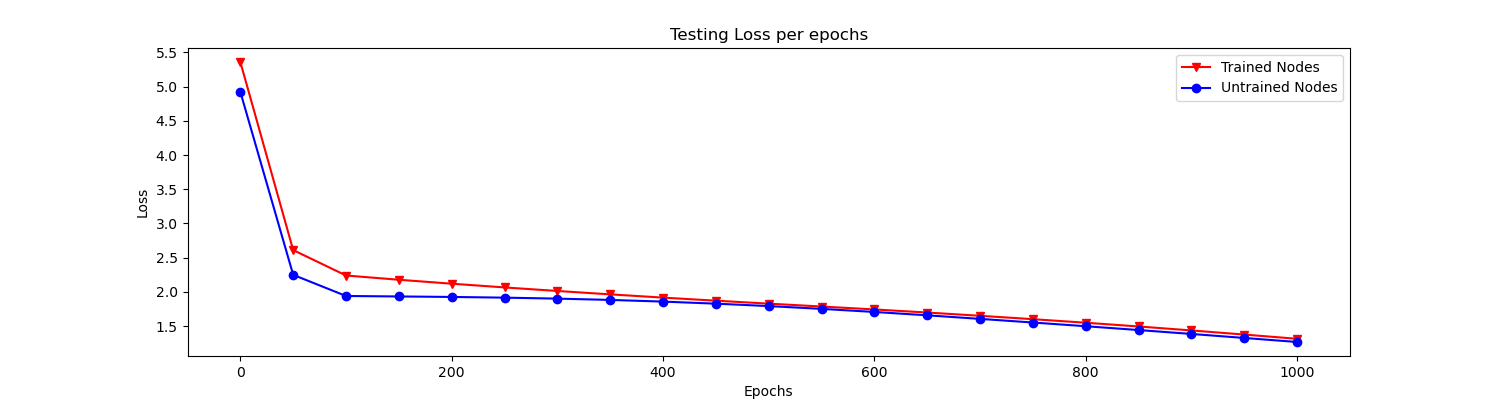 Testing Loss per epochs
Trained Nodes
Untrained Nodes
Loss
5.5
5.0
4.5
4.0
3.5
3.0
2.5
2.0
1.5
0 200 400 600 800 1000
Epochs